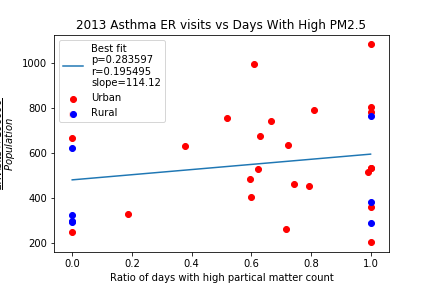 2013 Asthma ER visits vs Days With High PM2.5
Best fit
p=0.283597
r=0.195495
slope=114.12
Urban
Rural
1000
800
600
400
200
Population
0.0
0.2
0.4
0.6
0.8
1.0
Ratio of days with high partical matter count